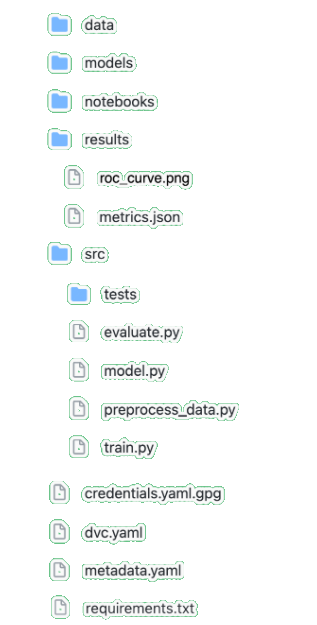 data
models
notebooks
results
roc_curve.png
metrics.json
src
tests
evaluate.py
model.py
preprocess_data.py
train.py
credentials.yaml.gpg
dvc.yaml
metadata.yaml
requirements.txt